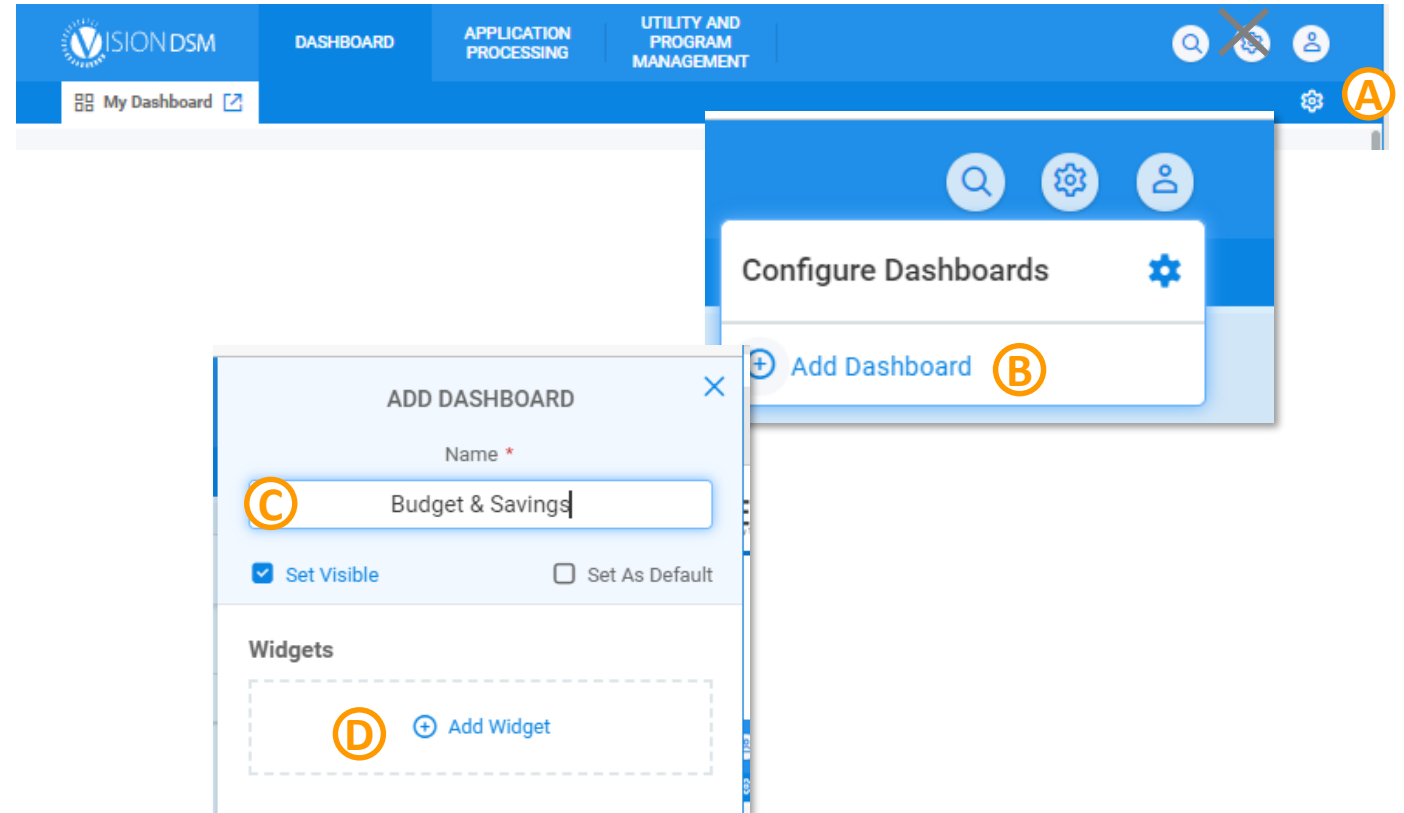 VISION DSM
DASHBOARD
APPLICATION
PROCESSING
UTILITY AND
PROGRAM
MANAGEMENT
My Dashboard
A
Configure Dashboards
Add Dashboard
B
ADD DASHBOARD
Name *
C
Budget & Savings
Set Visible
Set As Default
Widgets
D
Add Widget